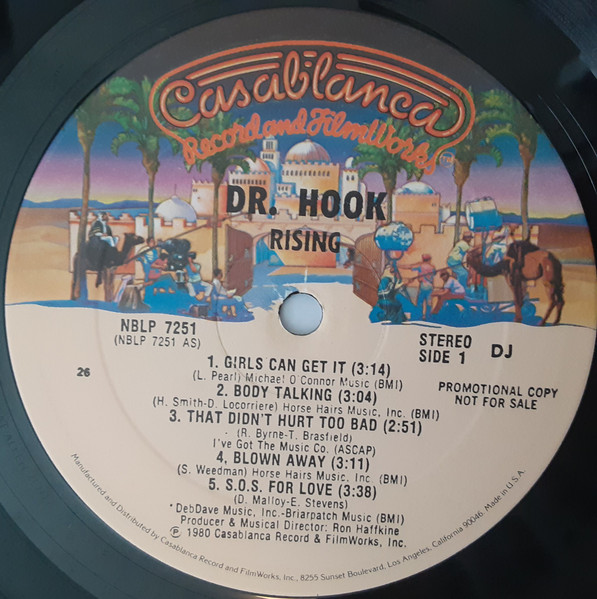 Casablanca
Record and FilmWorks
TM
DR. HOOK
RISING
NBLP 7251
(NBLP 7251 AS)
STEREO
SIDE 1
DJ
26
PROMOTIONAL COPY
NOT FOR SALE
1. GIRLS CAN GET IT (3:14)
(L. Pearl) Michael O'Connor Music (BMI)
2. BODY TALKING (3:04)
(H. Smith-D. Locorriere) Horse Hairs Music, Inc. (BMI)
3. THAT DIDN'T HURT TOO BAD (2:51)
(R. Byrne-T. Brasfield)
I've Got The Music Co. (ASCAP)
4. BLOWN AWAY (3:11)
(S. Weedman) Horse Hairs Music, Inc. (BMI)
5. S.O.S. FOR LOVE (3:38)
(D. Malloy-E. Stevens)
*DebDave Music, Inc.-Briarpatch Music (BMI)
Producer & Musical Director: Ron Haffkine
℗ 1980 Casablanca Record & FilmWorks, Inc.
Manufactured and Distributed by Casablanca Record and FilmWorks, Inc., 8255 Sunset Boulevard, Los Angeles, California 90046, Made in U.S.A.